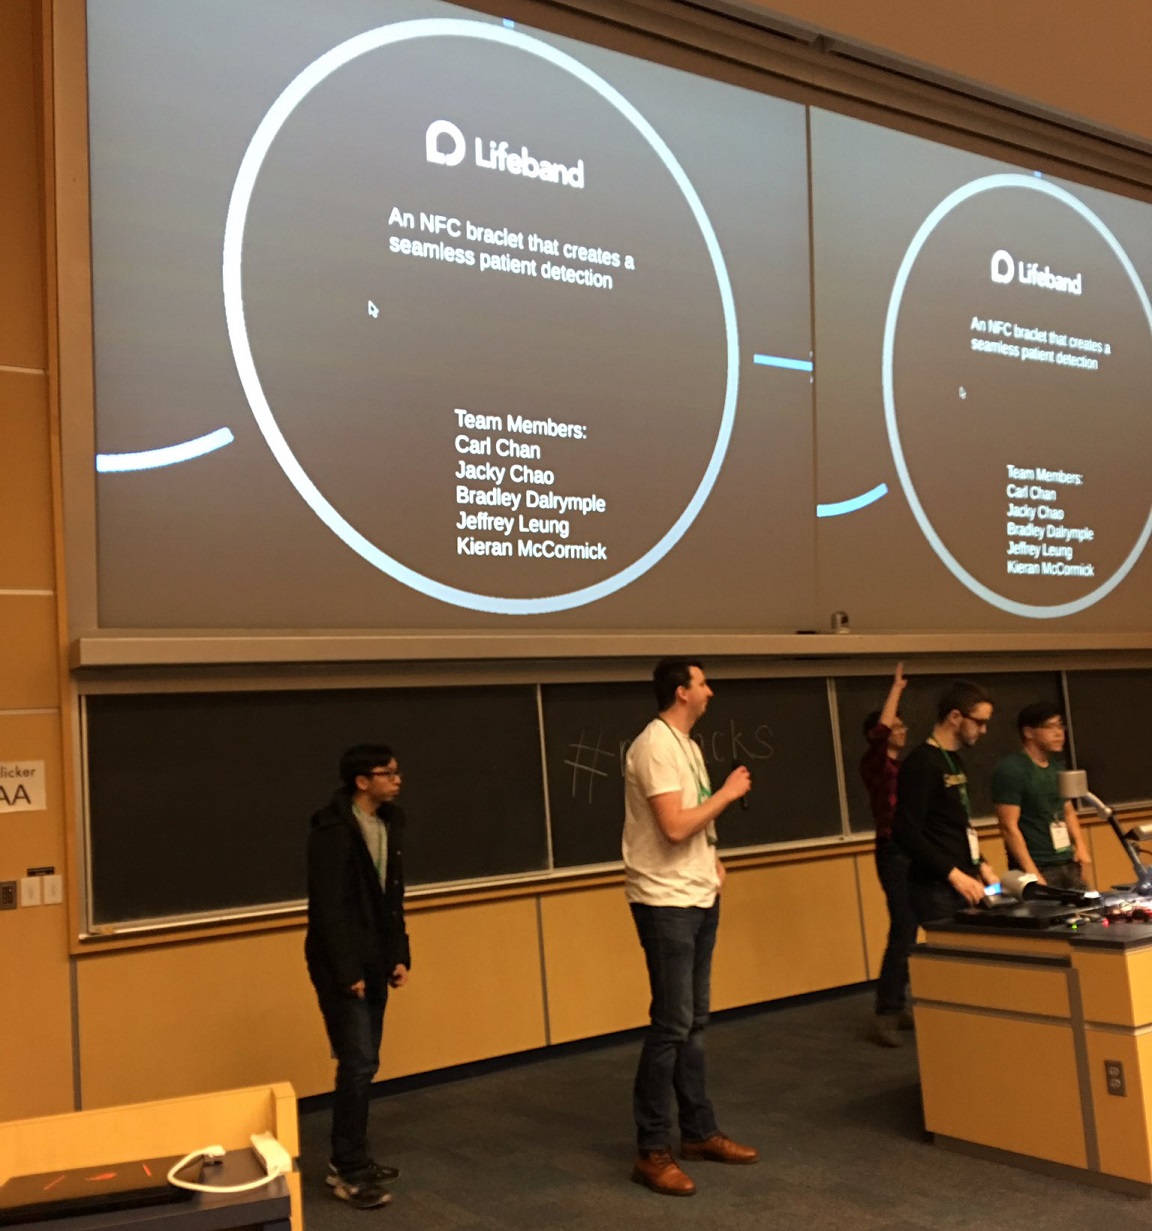 Lifeband
An NFC braclet that creates a
seamless patient detection
Team Members:
Carl Chan
Jacky Chao
Bradley Dalrymple
Jeffrey Leung
Kieran McCormick
Lifeband
An NFC braclet that creates a
seamless patient detection
Team Members:
Carl Chan
Jacky Chao
Bradley Dalrymple
Jeffrey Leung
Kieran McCormick
licker
AA